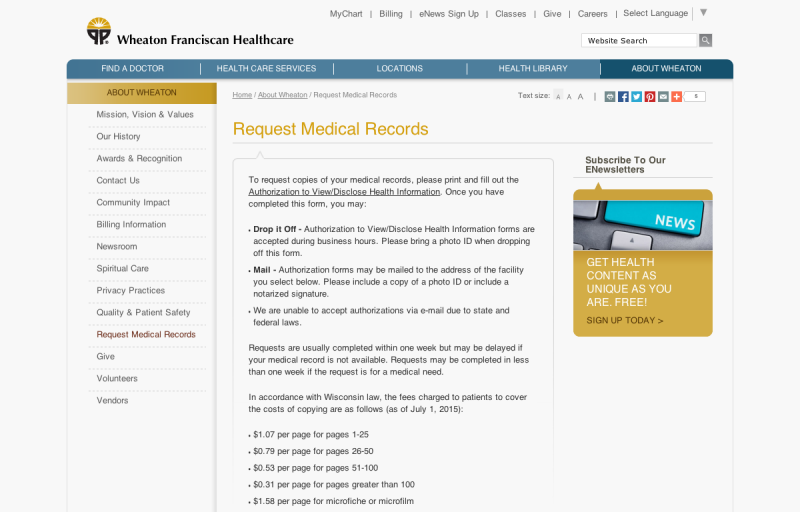 MyChart | Billing | eNews Sign Up | Classes | Give | Careers | Select Language | ▼
Wheaton Franciscan Healthcare
Website Search
FIND A DOCTOR
HEALTH CARE SERVICES
LOCATIONS
HEALTH LIBRARY
ABOUT WHEATON
ABOUT WHEATON
Mission, Vision & Values
Our History
Awards & Recognition
Contact Us
Community Impact
Billing Information
Newsroom
Spiritual Care
Privacy Practices
Quality & Patient Safety
Request Medical Records
Give
Volunteers
Vendors
Home / About Wheaton / Request Medical Records
Text size: A A A |
Request Medical Records
To request copies of your medical records, please print and fill out the
Authorization to View/Disclose Health Information. Once you have
completed this form, you may:
• Drop it Off - Authorization to View/Disclose Health Information forms are
accepted during business hours. Please bring a photo ID when dropping
off this form.
• Mail - Authorization forms may be mailed to the address of the facility
you select below. Please include a copy of a photo ID or include a
notarized signature.
• We are unable to accept authorizations via e-mail due to state and
federal laws.
Requests are usually completed within one week but may be delayed if
your medical record is not available. Requests may be completed in less
than one week if the request is for a medical need.
In accordance with Wisconsin law, the fees charged to patients to cover
the costs of copying are as follows (as of July 1, 2015):
• $1.07 per page for pages 1-25
• $0.79 per page for pages 26-50
• $0.53 per page for pages 51-100
• $0.31 per page for pages greater than 100
• $1.58 per page for microfiche or microfilm
Subscribe To Our
ENewsletters
NEWS
GET HEALTH
CONTENT AS
UNIQUE AS YOU
ARE. FREE!
SIGN UP TODAY >